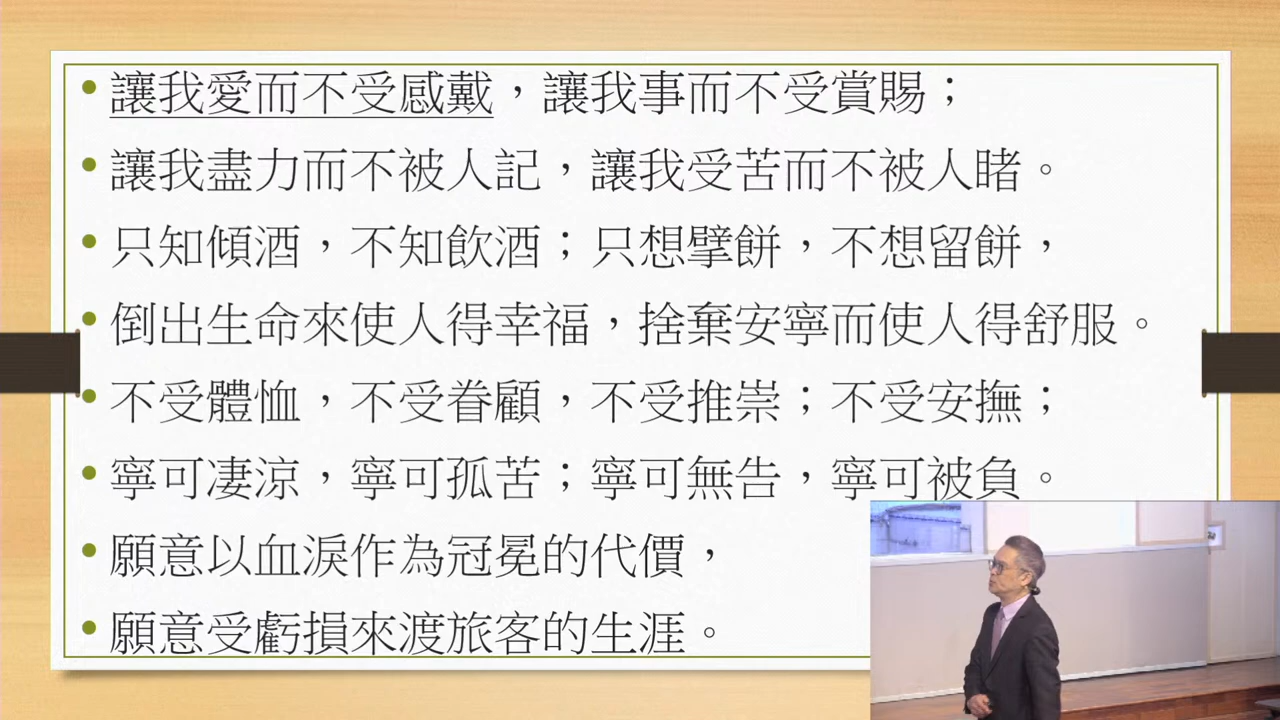 • 讓我愛而不受感戴，讓我事而不受賞賜；
• 讓我盡力而不被人記，讓我受苦而不被人睹。
• 只知傾酒，不知飲酒；只想擘餅，不想留餅，
• 倒出生命來使人得幸福，捨棄安寧而使人得舒服。
• 不受體恤，不受眷顧，不受推崇；不受安撫；
• 寧可凄涼，寧可孤苦；寧可無告，寧可被負。
• 願意以血淚作為冠冕的代價，
• 願意受虧損來渡旅客的生涯。